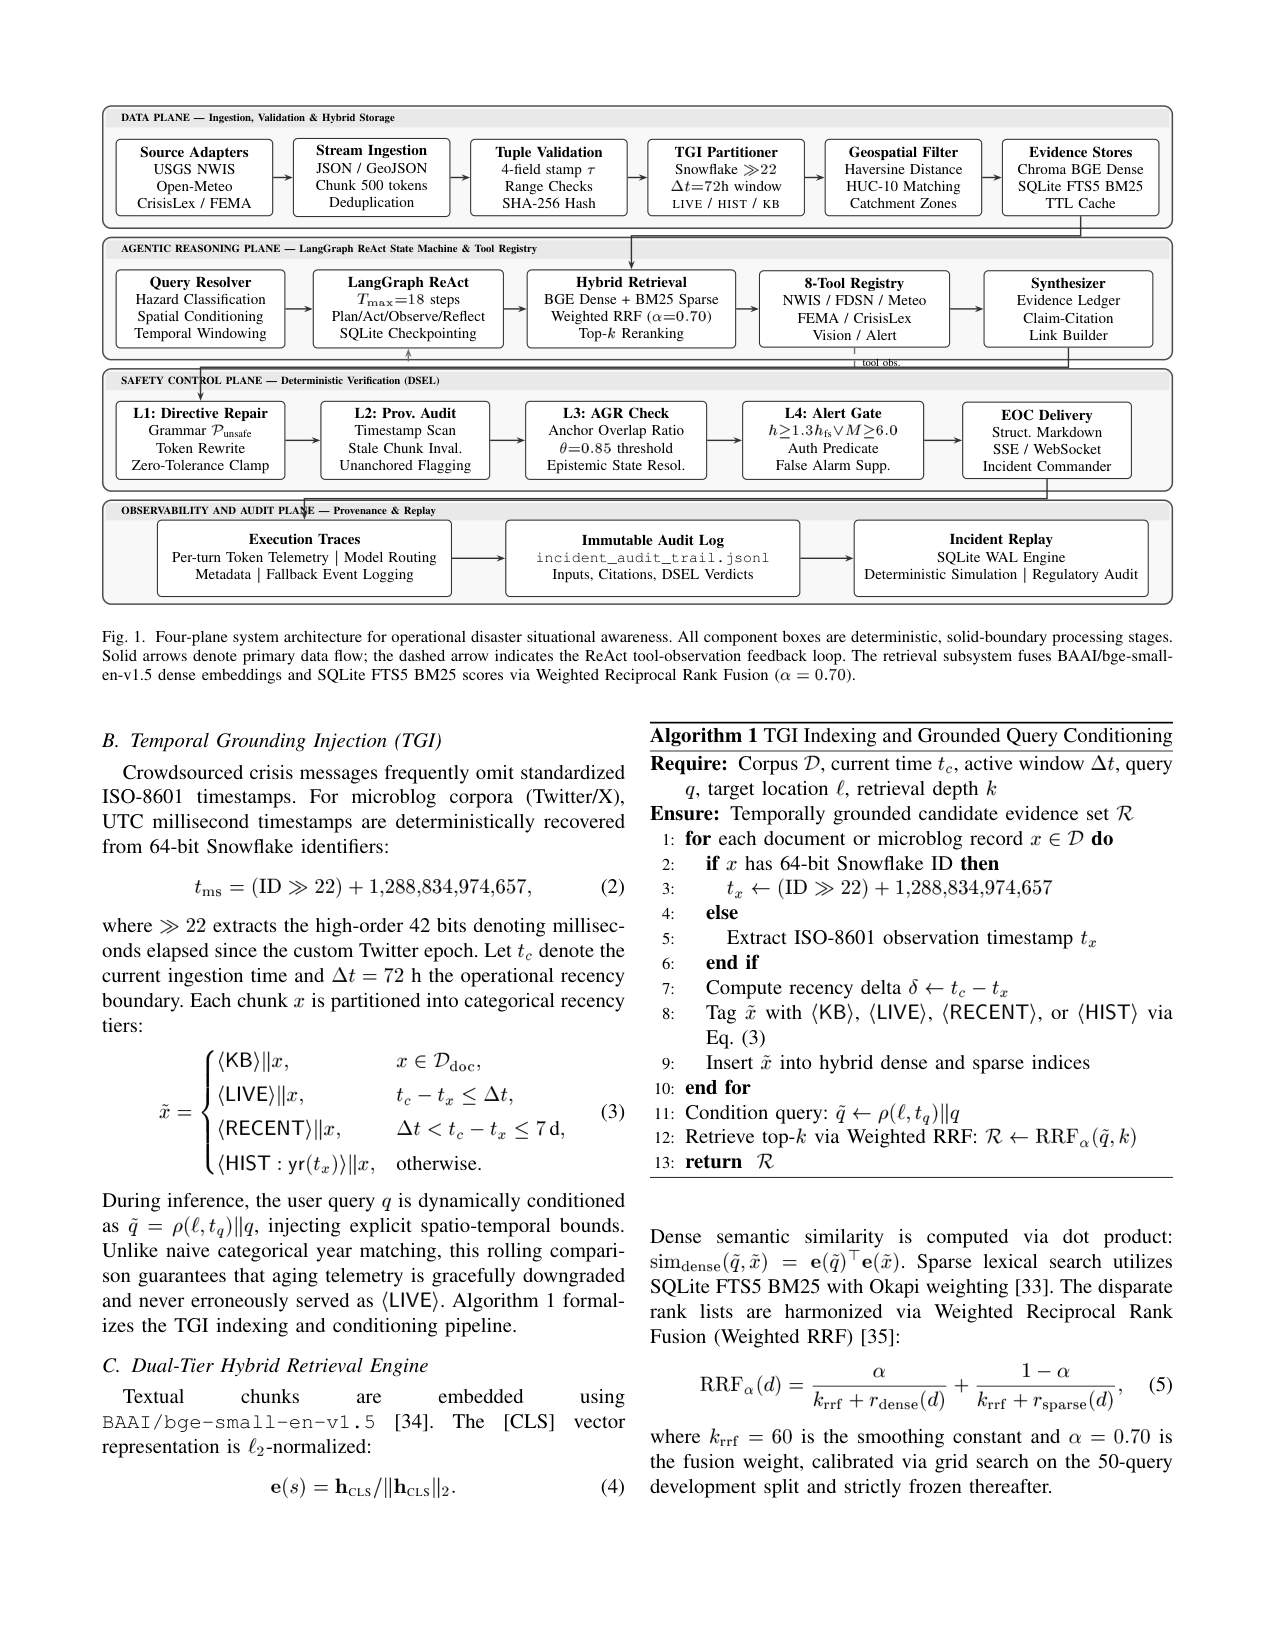 DATA PLANE — Ingestion, Validation & Hybrid Storage
Source Adapters
USGS NWIS
Open-Meteo
CrisisLex / FEMA
Stream Ingestion
JSON / GeoJSON
Chunk 500 tokens
Deduplication
Tuple Validation
4-field stamp τ
Range Checks
SHA-256 Hash
TGI Partitioner
Snowflake ≫22
Δt=72h window
LIVE / HIST / KB
Geospatial Filter
Haversine Distance
HUC-10 Matching
Catchment Zones
Evidence Stores
Chroma BGE Dense
SQLite FTS5 BM25
TTL Cache
AGENTIC REASONING PLANE — LangGraph ReAct State Machine & Tool Registry
Query Resolver
Hazard Classification
Spatial Conditioning
Temporal Windowing
LangGraph ReAct
T_max=18 steps
Plan/Act/Observe/Reflect
SQLite Checkpointing
Hybrid Retrieval
BGE Dense + BM25 Sparse
Weighted RRF (α=0.70)
Top-k Reranking
8-Tool Registry
NWIS / FDSN / Meteo
FEMA / CrisisLex
Vision / Alert
Synthesizer
Evidence Ledger
Claim-Citation
Link Builder
tool obs.
SAFETY CONTROL PLANE — Deterministic Verification (DSEL)
L1: Directive Repair
Grammar 𝒫_unsafe
Token Rewrite
Zero-Tolerance Clamp
L2: Prov. Audit
Timestamp Scan
Stale Chunk Inval.
Unanchored Flagging
L3: AGR Check
Anchor Overlap Ratio
θ=0.85 threshold
Epistemic State Resol.
L4: Alert Gate
h≥1.3h_fs∨M≥6.0
Auth Predicate
False Alarm Supp.
EOC Delivery
Struct. Markdown
SSE / WebSocket
Incident Commander
OBSERVABILITY AND AUDIT PLANE — Provenance & Replay
Execution Traces
Per-turn Token Telemetry | Model Routing
Metadata | Fallback Event Logging
Immutable Audit Log
incident_audit_trail.jsonl
Inputs, Citations, DSEL Verdicts
Incident Replay
SQLite WAL Engine
Deterministic Simulation | Regulatory Audit
Fig. 1. Four-plane system architecture for operational disaster situational awareness. All component boxes are deterministic, solid-boundary processing stages.
Solid arrows denote primary data flow; the dashed arrow indicates the ReAct tool-observation feedback loop. The retrieval subsystem fuses BAAI/bge-small-
en-v1.5 dense embeddings and SQLite FTS5 BM25 scores via Weighted Reciprocal Rank Fusion (α = 0.70).
B. Temporal Grounding Injection (TGI)
Crowdsourced crisis messages frequently omit standardized
ISO-8601 timestamps. For microblog corpora (Twitter/X),
UTC millisecond timestamps are deterministically recovered
from 64-bit Snowflake identifiers:
t_ms = (ID ≫ 22) + 1,288,834,974,657, (2)
where ≫ 22 extracts the high-order 42 bits denoting millisec-
onds elapsed since the custom Twitter epoch. Let t_c denote the
current ingestion time and Δt = 72 h the operational recency
boundary. Each chunk x is partitioned into categorical recency
tiers:
x̃ = { ⟨KB⟩∥x, x ∈ 𝒟_doc,
⟨LIVE⟩∥x, t_c − t_x ≤ Δt,
⟨RECENT⟩∥x, Δt < t_c − t_x ≤ 7 d, (3)
⟨HIST : yr(t_x)⟩∥x, otherwise.
During inference, the user query q is dynamically conditioned
as q̃ = ρ(ℓ, t_q)∥q, injecting explicit spatio-temporal bounds.
Unlike naive categorical year matching, this rolling compari-
son guarantees that aging telemetry is gracefully downgraded
and never erroneously served as ⟨LIVE⟩. Algorithm 1 formal-
izes the TGI indexing and conditioning pipeline.
C. Dual-Tier Hybrid Retrieval Engine
Textual chunks are embedded using
BAAI/bge-small-en-v1.5 [34]. The [CLS] vector
representation is ℓ₂-normalized:
e(s) = h_CLS/∥h_CLS∥₂. (4)
Algorithm 1 TGI Indexing and Grounded Query Conditioning
Require: Corpus 𝒟, current time t_c, active window Δt, query
q, target location ℓ, retrieval depth k
Ensure: Temporally grounded candidate evidence set ℛ
1: for each document or microblog record x ∈ 𝒟 do
2: if x has 64-bit Snowflake ID then
3: t_x ← (ID ≫ 22) + 1,288,834,974,657
4: else
5: Extract ISO-8601 observation timestamp t_x
6: end if
7: Compute recency delta δ ← t_c − t_x
8: Tag x̃ with ⟨KB⟩, ⟨LIVE⟩, ⟨RECENT⟩, or ⟨HIST⟩ via
Eq. (3)
9: Insert x̃ into hybrid dense and sparse indices
10: end for
11: Condition query: q̃ ← ρ(ℓ, t_q)∥q
12: Retrieve top-k via Weighted RRF: ℛ ← RRF_α(q̃, k)
13: return ℛ
Dense semantic similarity is computed via dot product:
sim_dense(q̃, x̃) = e(q̃)^⊤e(x̃). Sparse lexical search utilizes
SQLite FTS5 BM25 with Okapi weighting [33]. The disparate
rank lists are harmonized via Weighted Reciprocal Rank
Fusion (Weighted RRF) [35]:
RRF_α(d) = α / (k_rrf + r_dense(d)) + (1 − α) / (k_rrf + r_sparse(d)), (5)
where k_rrf = 60 is the smoothing constant and α = 0.70 is
the fusion weight, calibrated via grid search on the 50-query
development split and strictly frozen thereafter.